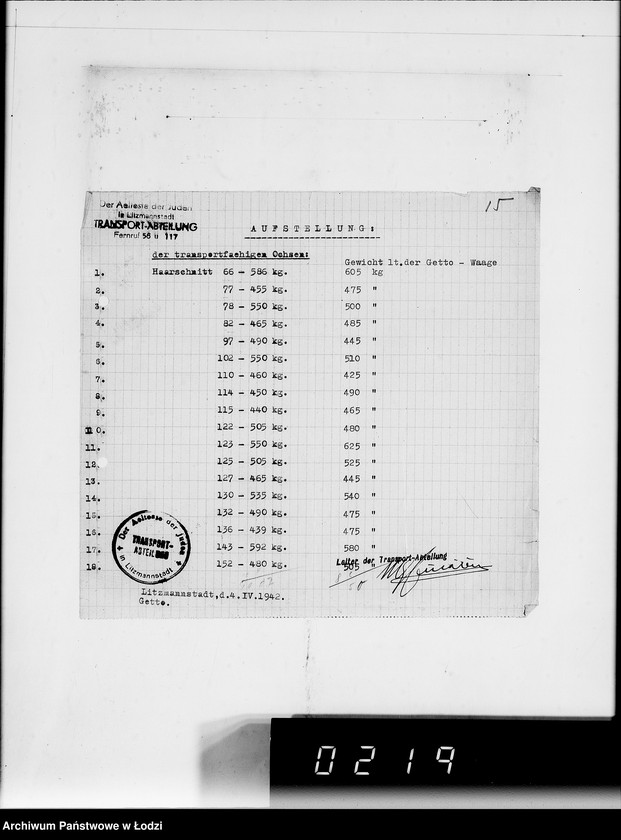 15
Der Aelteste der Juden
in Litzmannstadt
TRANSPORT-ABTEILUNG
Fernruf 56 u 117
AUFSTELLUNG:
der transportfaehigen Ochsen:
Gewicht lt.der Getto - Waage
1. Haarschnitt 66 - 586 kg. 605 kg
2. 77 - 455 kg. 475 "
3. 78 - 550 kg. 500 "
4. 82 - 465 kg. 485 "
5. 97 - 490 kg. 445 "
6. 102 - 550 kg. 510 "
7. 110 - 460 kg. 425 "
8. 114 - 450 kg. 490 "
9. 115 - 440 kg. 465 "
10. 122 - 505 kg. 480 "
11. 123 - 550 kg. 625 "
12. 125 - 505 kg. 525 "
13. 127 - 465 kg. 445 "
14. 130 - 535 kg. 540 "
15. 132 - 490 kg. 475 "
16. 136 - 439 kg. 475 "
17. 143 - 592 kg. 580 "
18. 152 - 480 kg. 505 "
Leiter der Transport-Abteilung
Der Aelteste der Juden
in Litzmannstadt
TRANSPORT-
ABTEILUNG
Litzmannstadt,d.4.IV.1942.
Getto.
0219
Archiwum Państwowe w Łodzi